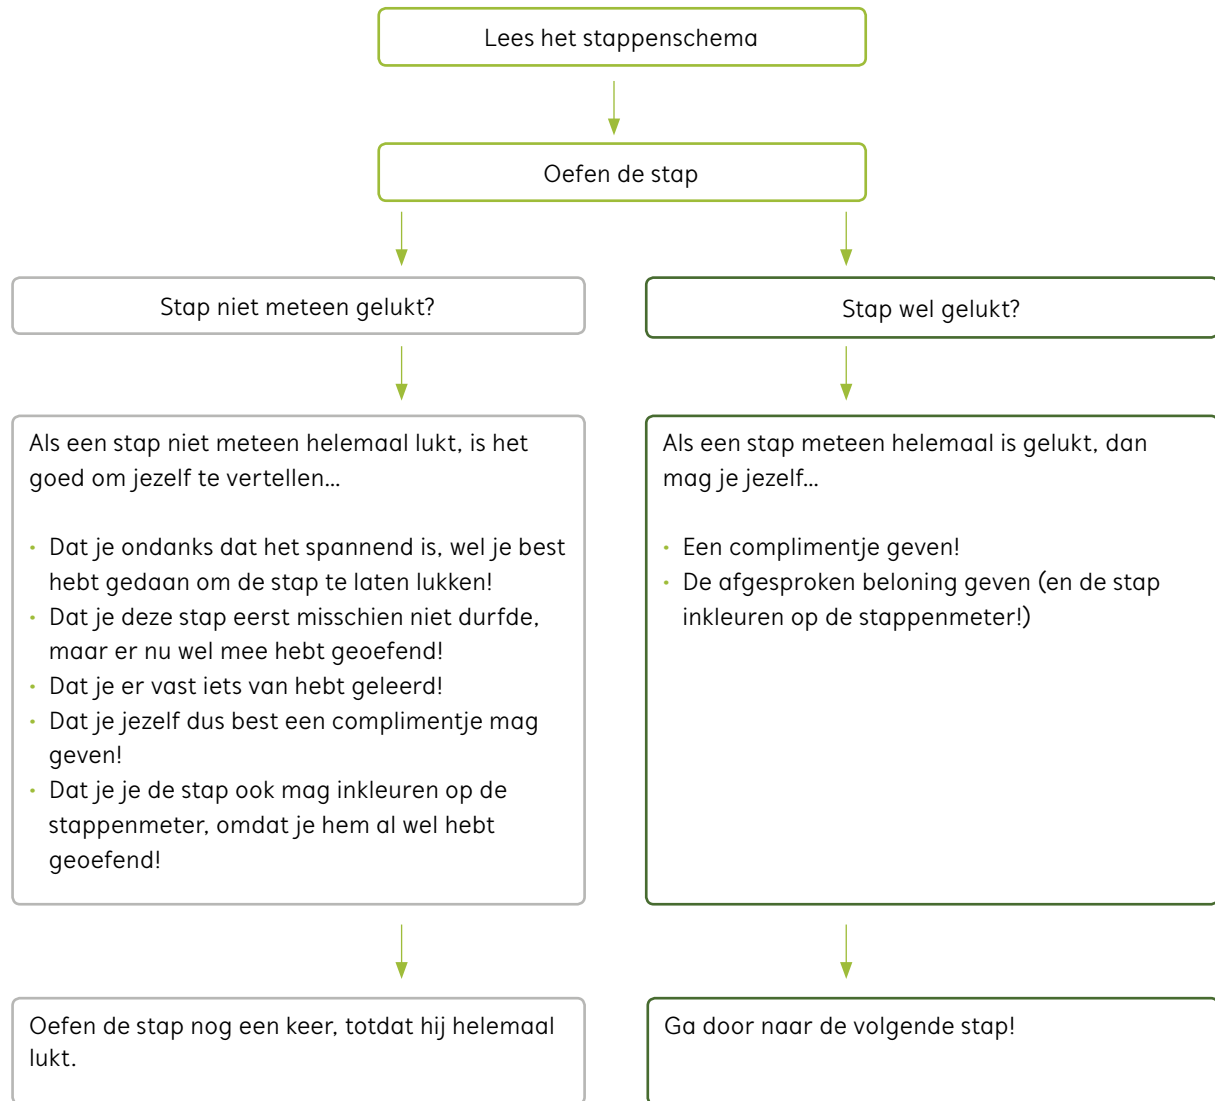 Lees het stappenschema
Oefen de stap
Stap niet meteen gelukt?
Stap wel gelukt?
Als een stap niet meteen helemaal lukt, is het
goed om jezelf te vertellen...
• Dat je ondanks dat het spannend is, wel je best
hebt gedaan om de stap te laten lukken!
• Dat je deze stap eerst misschien niet durfde,
maar er nu wel mee hebt geoefend!
• Dat je er vast iets van hebt geleerd!
• Dat je jezelf dus best een complimentje mag
geven!
• Dat je je de stap ook mag inkleuren op de
stappenmeter, omdat je hem al wel hebt
geoefend!
Als een stap meteen helemaal is gelukt, dan
mag je jezelf...
• Een complimentje geven!
• De afgesproken beloning geven (en de stap
inkleuren op de stappenmeter!)
Oefen de stap nog een keer, totdat hij helemaal
lukt.
Ga door naar de volgende stap!